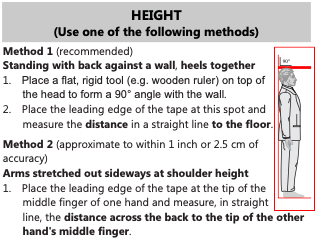 HEIGHT
(Use one of the following methods)
Method 1 (recommended)
Standing with back against a wall, heels together
1. Place a flat, rigid tool (e.g. wooden ruler) on top of
the head to form a 90° angle with the wall.
2. Place the leading edge of the tape at this spot and
measure the distance in a straight line to the floor.
90°
Method 2 (approximate to within 1 inch or 2.5 cm of
accuracy)
Arms stretched out sideways at shoulder height
1. Place the leading edge of the tape at the tip of the
middle finger of one hand and measure, in straight
line, the distance across the back to the tip of the other
hand's middle finger.